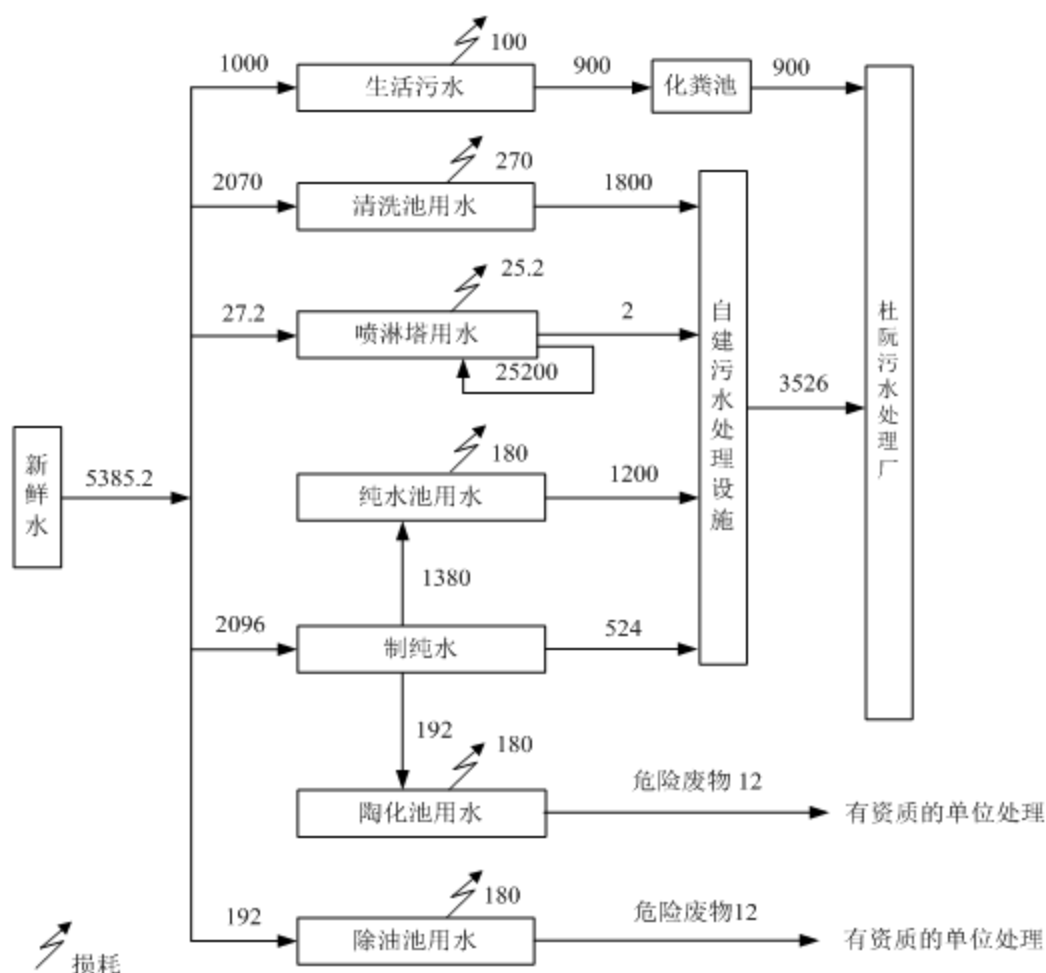 100
1000
生活污水
900
化粪池
900
270
2070
清洗池用水
1800
25.2
27.2
喷淋塔用水
2
25200
自建污水处理设施
3526
杜阮污水处理厂
新鲜水
5385.2
180
纯水池用水
1200
1380
2096
制纯水
524
192
180
陶化池用水
危险废物 12
有资质的单位处理
180
192
除油池用水
危险废物12
有资质的单位处理
损耗